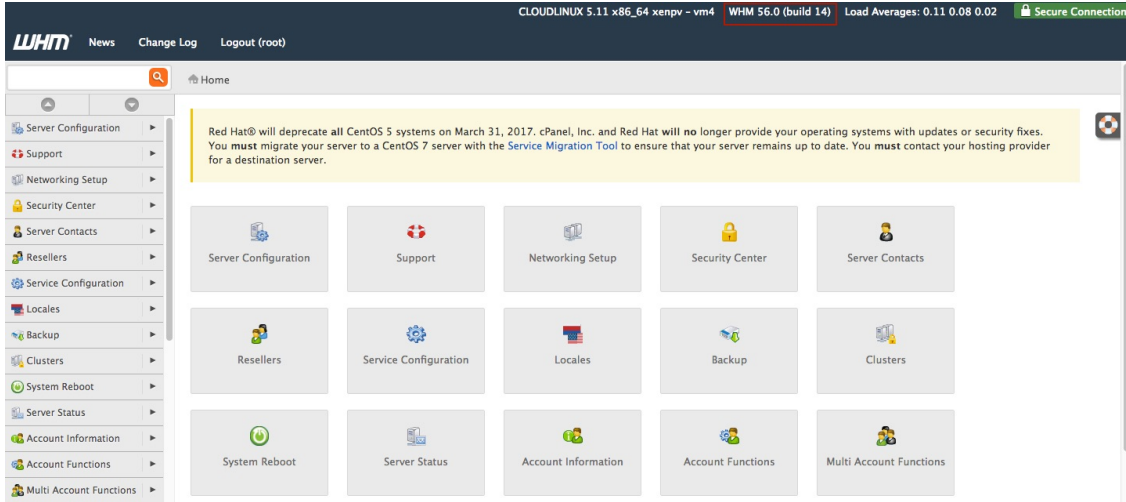 CLOUDLINUX 5.11 x86_64 xenpv – vm4 WHM 56.0 (build 14) Load Averages: 0.11 0.08 0.02 Secure Connection
WHM News Change Log Logout (root)
Home
Server Configuration
Support
Networking Setup
Security Center
Server Contacts
Resellers
Service Configuration
Locales
Backup
Clusters
System Reboot
Server Status
Account Information
Account Functions
Multi Account Functions
Red Hat® will deprecate all CentOS 5 systems on March 31, 2017. cPanel, Inc. and Red Hat will no longer provide your operating systems with updates or security fixes.
You must migrate your server to a CentOS 7 server with the Service Migration Tool to ensure that your server remains up to date. You must contact your hosting provider
for a destination server.
Server Configuration Support Networking Setup Security Center Server Contacts
Resellers Service Configuration Locales Backup Clusters
System Reboot Server Status Account Information Account Functions Multi Account Functions